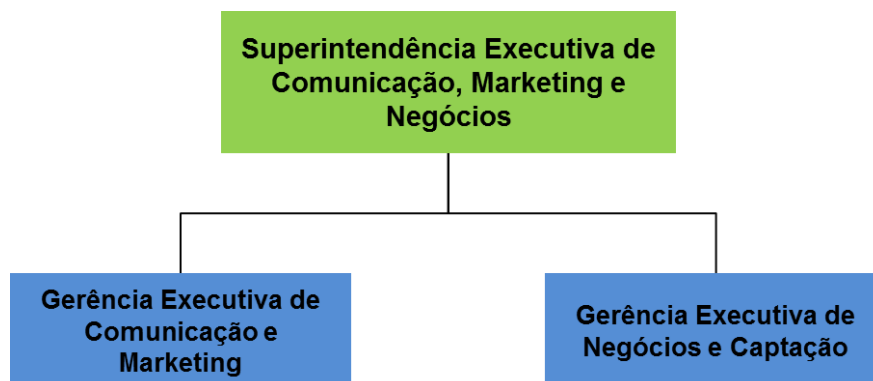 Superintendência Executiva de
Comunicação, Marketing e
Negócios
Gerência Executiva de
Comunicação e
Marketing
Gerência Executiva de
Negócios e Captação